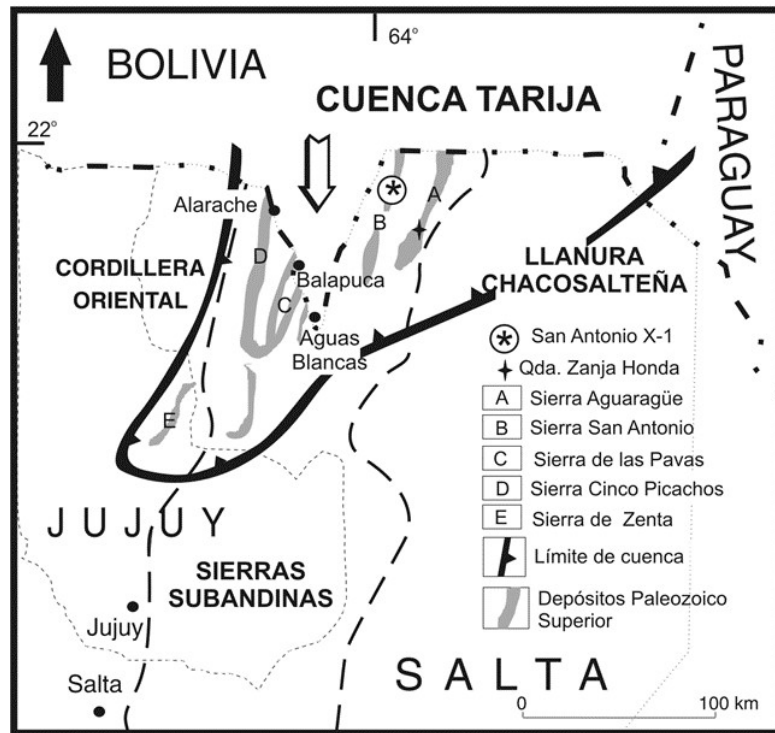 64°
BOLIVIA
PARAGUAY
CUENCA TARIJA
22°
Alarache
A
B
D
CORDILLERA
ORIENTAL
Balapuca
LLANURA
CHACOSALTEÑA
C
Aguas
Blancas
San Antonio X-1
Qda. Zanja Honda
A Sierra Aguaragüe
B Sierra San Antonio
C Sierra de las Pavas
D Sierra Cinco Picachos
E Sierra de Zenta
Límite de cuenca
Depósitos Paleozoico
Superior
E
JUJUY
SIERRAS
SUBANDINAS
Jujuy
Salta
SALTA
0 100 km